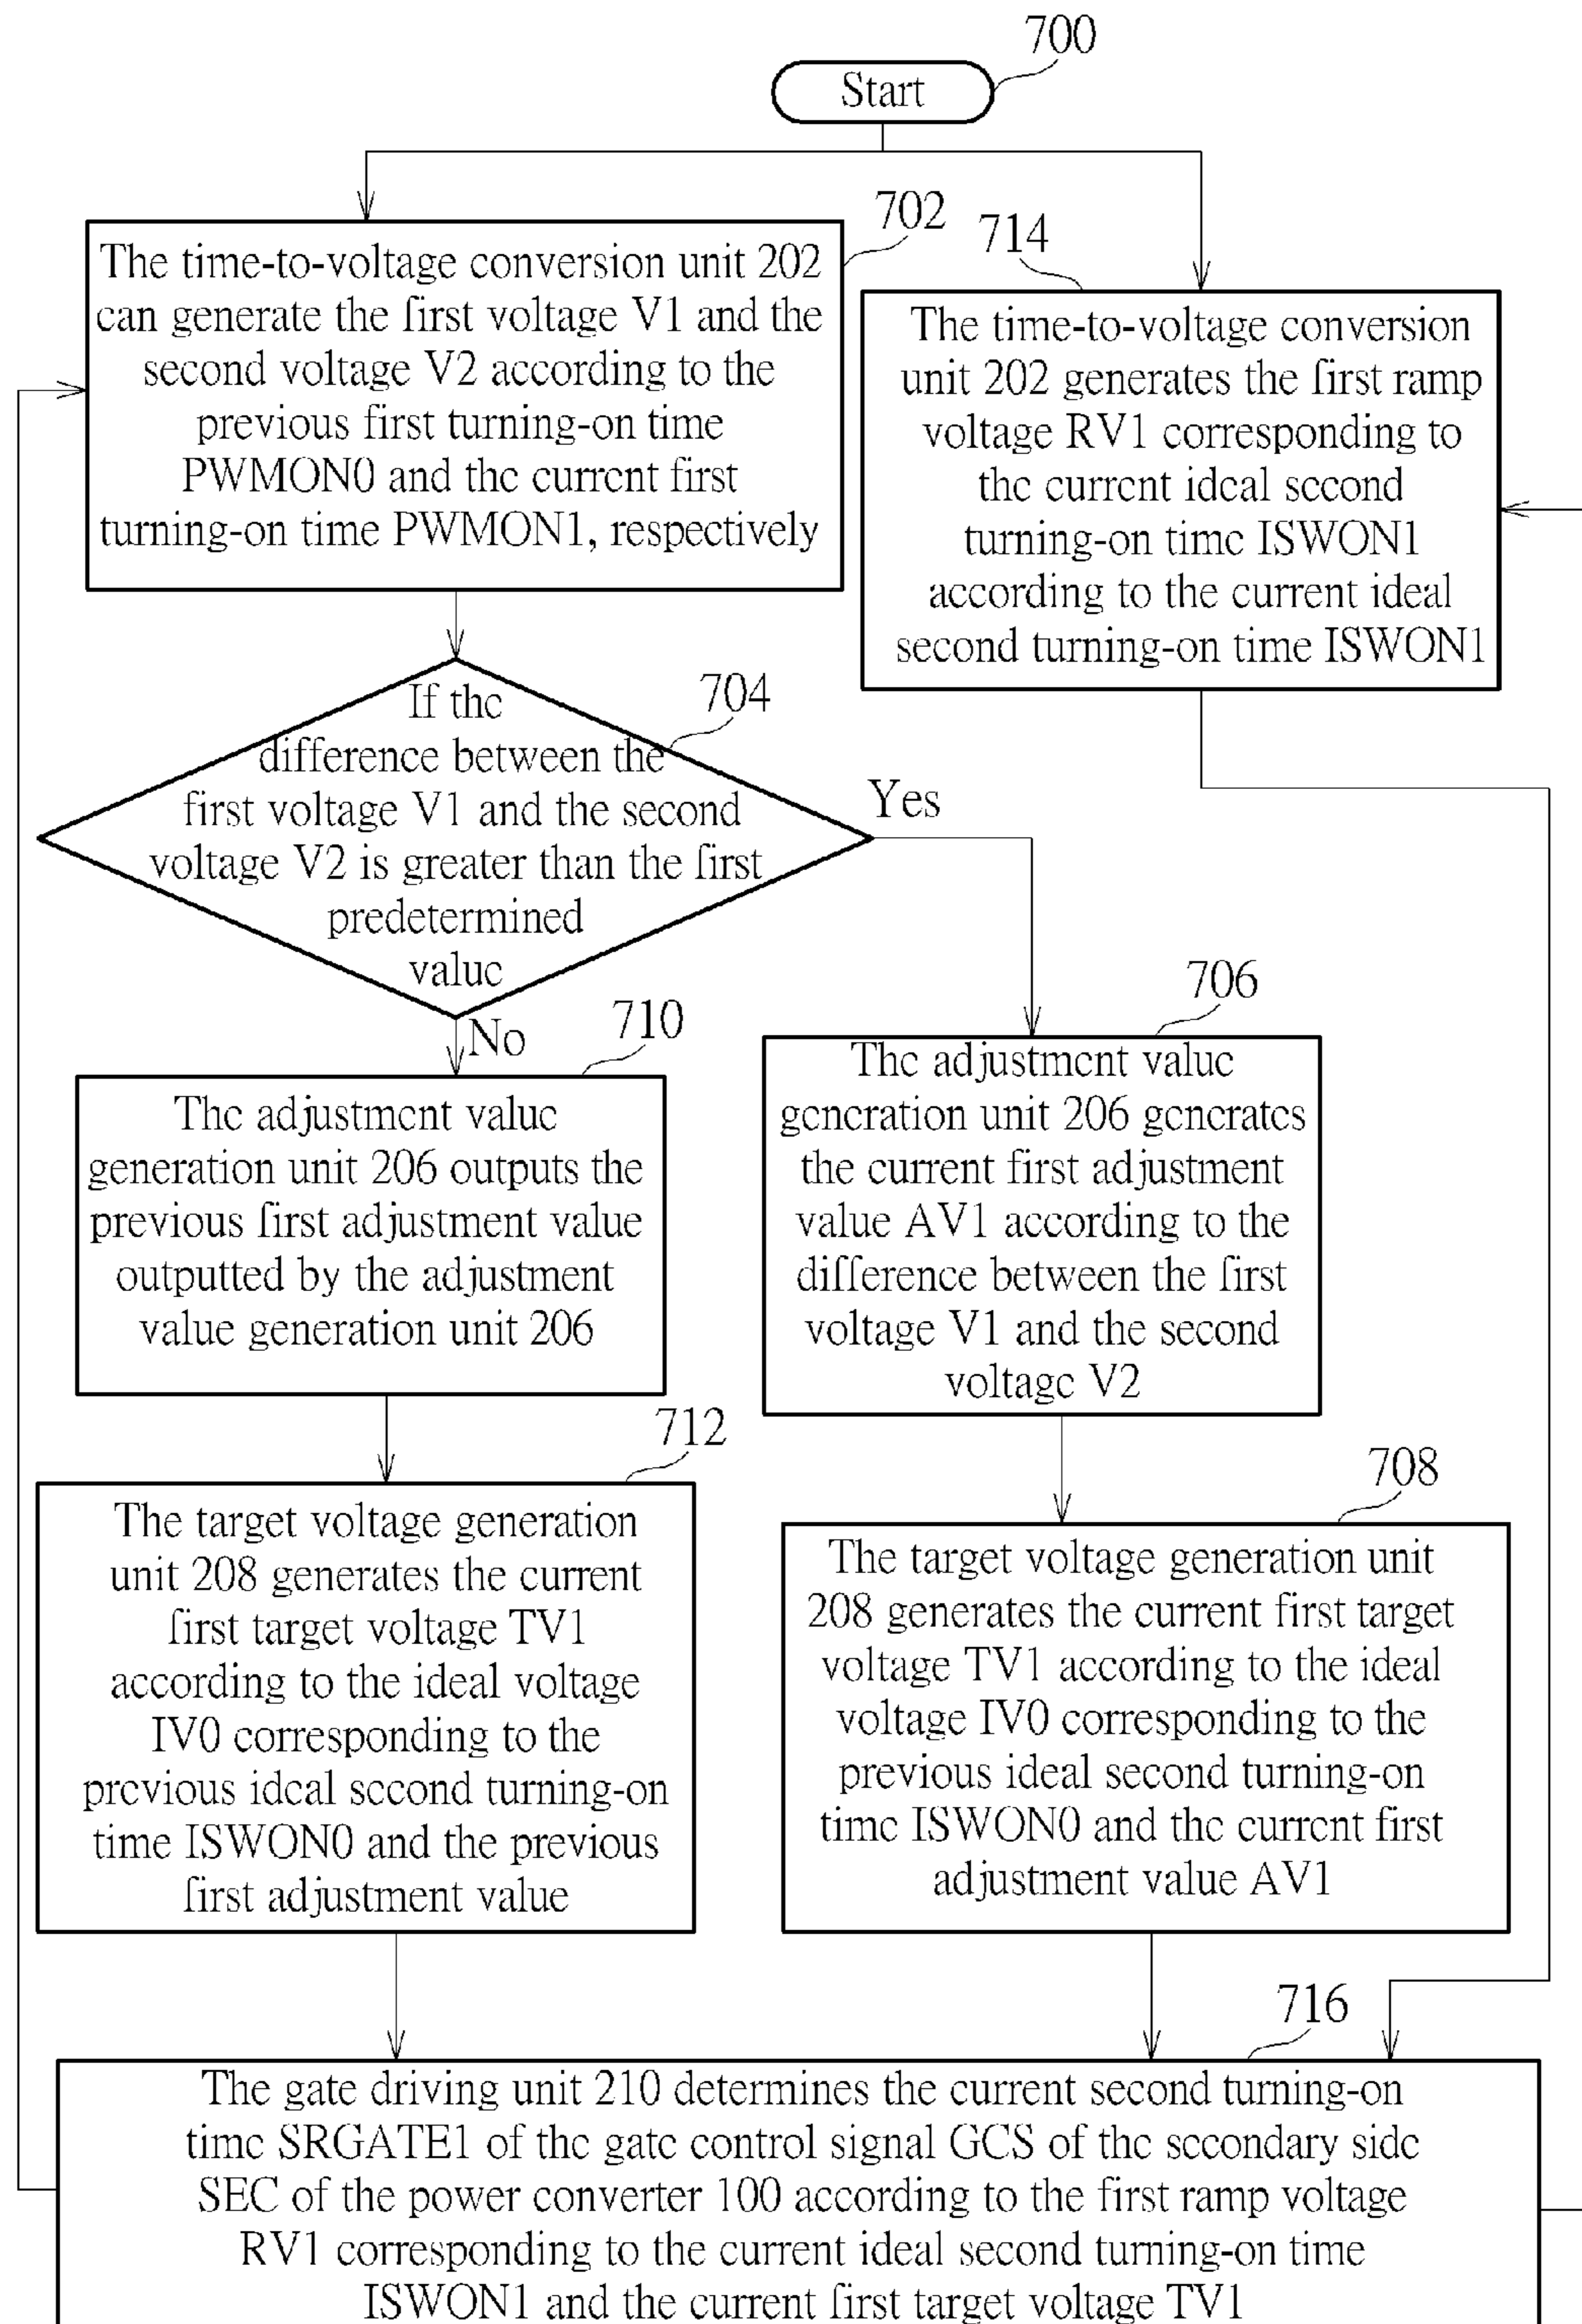 700
Start
702
The time-to-voltage conversion unit 202
can generate the first voltage V1 and the
second voltage V2 according to the
previous first turning-on time
PWMON0 and the current first
turning-on time PWMON1, respectively
714
The time-to-voltage conversion
unit 202 generates the first ramp
voltage RV1 corresponding to
the current ideal second
turning-on time ISWON1
according to the current ideal
second turning-on time ISWON1
704
If the
difference between the
first voltage V1 and the second
voltage V2 is greater than the first
predetermined
value
Yes
No
706
The adjustment value
generation unit 206 generates
the current first adjustment
value AV1 according to the
difference between the first
voltage V1 and the second
voltage V2
710
The adjustment value
generation unit 206 outputs the
previous first adjustment value
outputted by the adjustment
value generation unit 206
712
The target voltage generation
unit 208 generates the current
first target voltage TV1
according to the ideal voltage
IV0 corresponding to the
previous ideal second turning-on
time ISWON0 and the previous
first adjustment value
708
The target voltage generation unit
208 generates the current first target
voltage TV1 according to the ideal
voltage IV0 corresponding to the
previous ideal second turning-on
time ISWON0 and the current first
adjustment value AV1
716
The gate driving unit 210 determines the current second turning-on
time SRGATE1 of the gate control signal GCS of the secondary side
SEC of the power converter 100 according to the first ramp voltage
RV1 corresponding to the current ideal second turning-on time
ISWON1 and the current first target voltage TV1